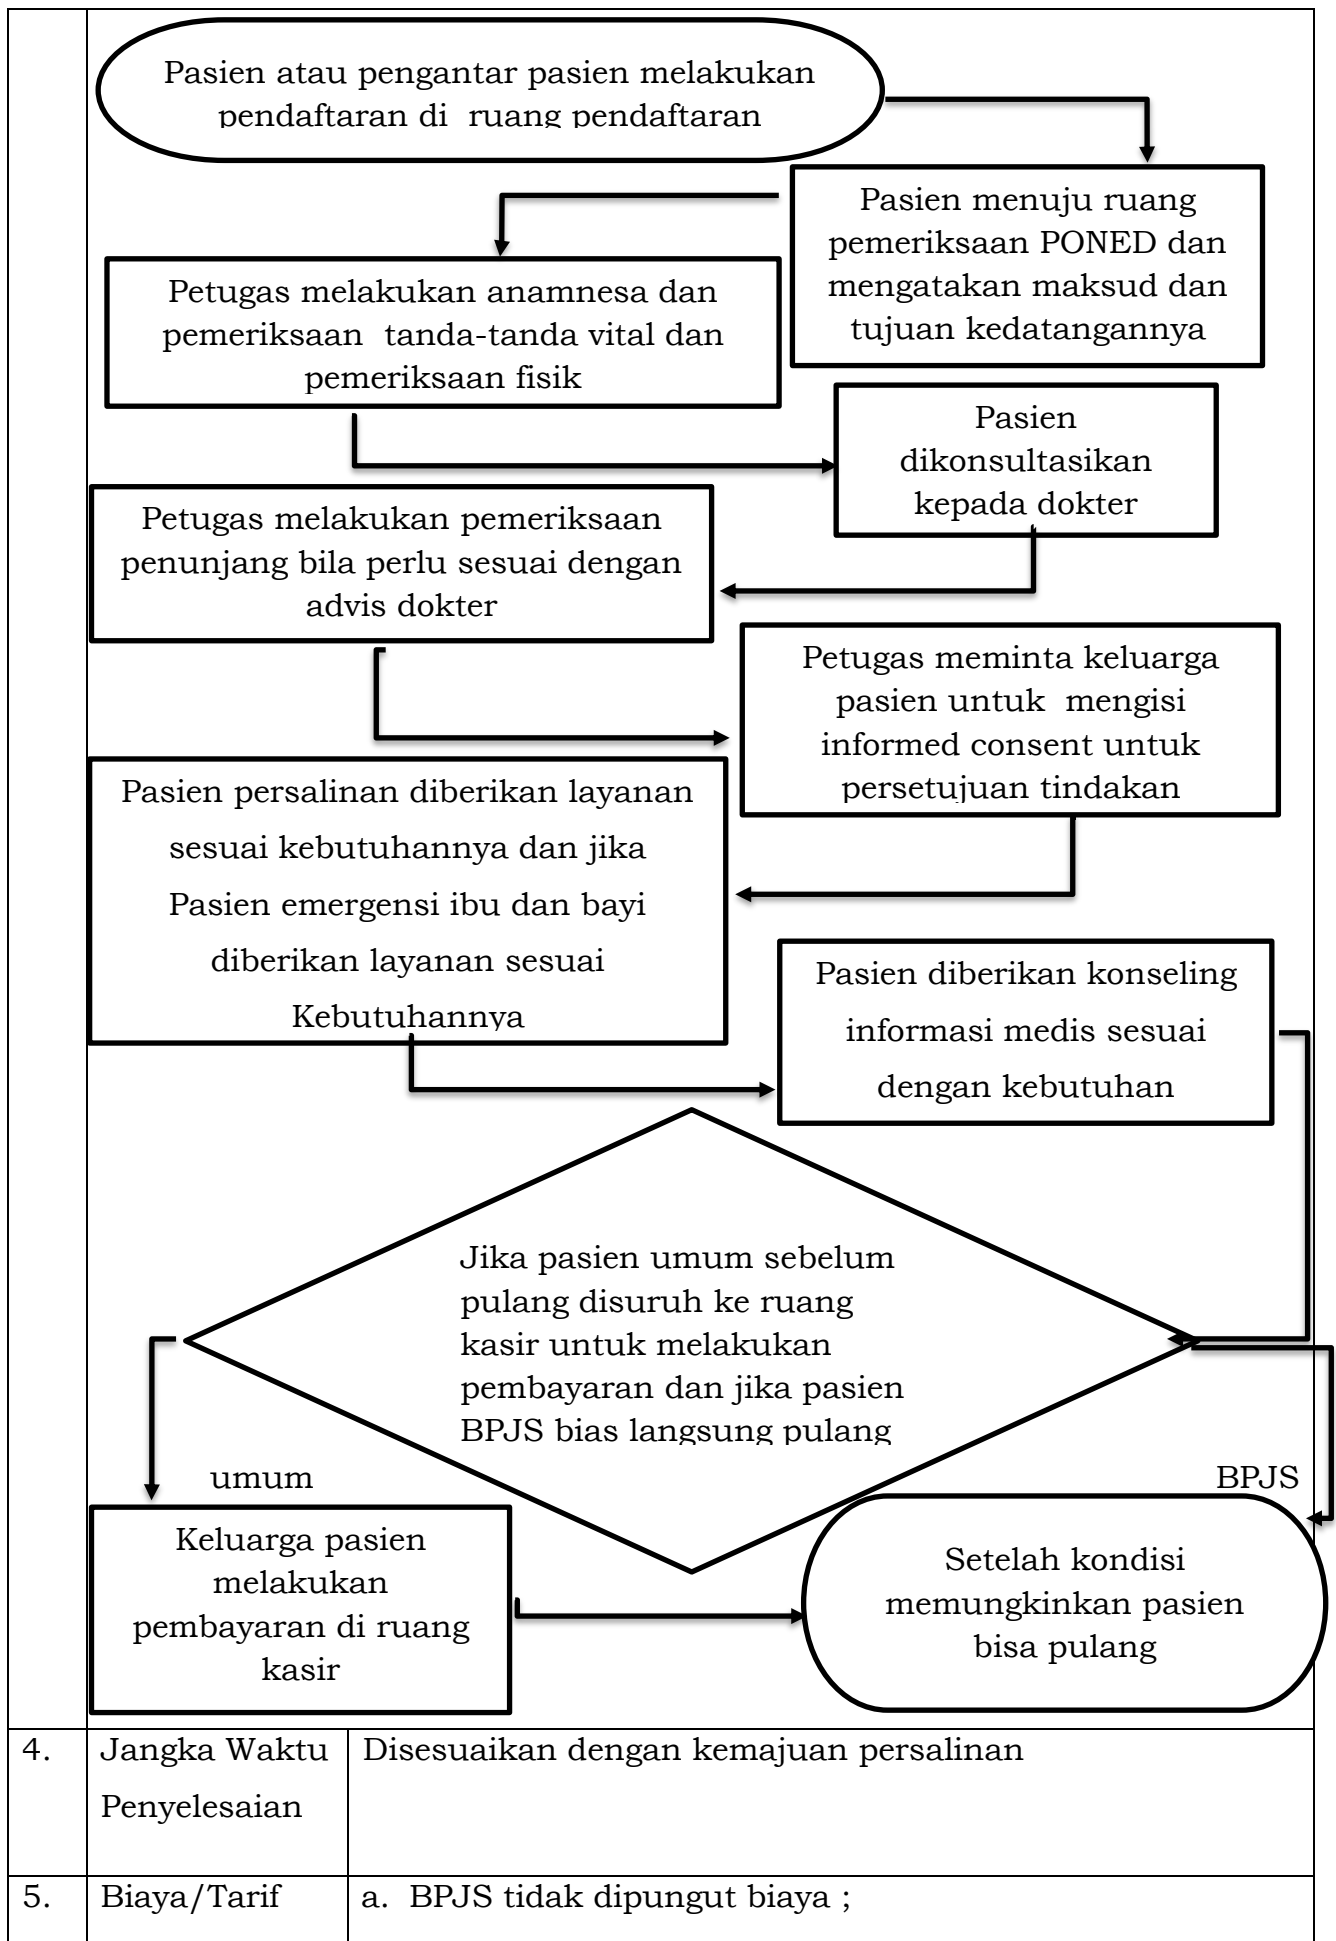 Pasien atau pengantar pasien melakukan
pendaftaran di ruang pendaftaran
Pasien menuju ruang
pemeriksaan PONED dan
mengatakan maksud dan
tujuan kedatangannya
Petugas melakukan anamnesa dan
pemeriksaan tanda-tanda vital dan
pemeriksaan fisik
Pasien
dikonsultasikan
kepada dokter
Petugas melakukan pemeriksaan
penunjang bila perlu sesuai dengan
advis dokter
Petugas meminta keluarga
pasien untuk mengisi
informed consent untuk
persetujuan tindakan
Pasien persalinan diberikan layanan
sesuai kebutuhannya dan jika
Pasien emergensi ibu dan bayi
diberikan layanan sesuai
Kebutuhannya
Pasien diberikan konseling
informasi medis sesuai
dengan kebutuhan
Jika pasien umum sebelum
pulang disuruh ke ruang
kasir untuk melakukan
pembayaran dan jika pasien
BPJS bias langsung pulang
umum
BPJS
Keluarga pasien
melakukan
pembayaran di ruang
kasir
Setelah kondisi
memungkinkan pasien
bisa pulang
4. Jangka Waktu Disesuaikan dengan kemajuan persalinan
Penyelesaian
5. Biaya/Tarif a. BPJS tidak dipungut biaya ;